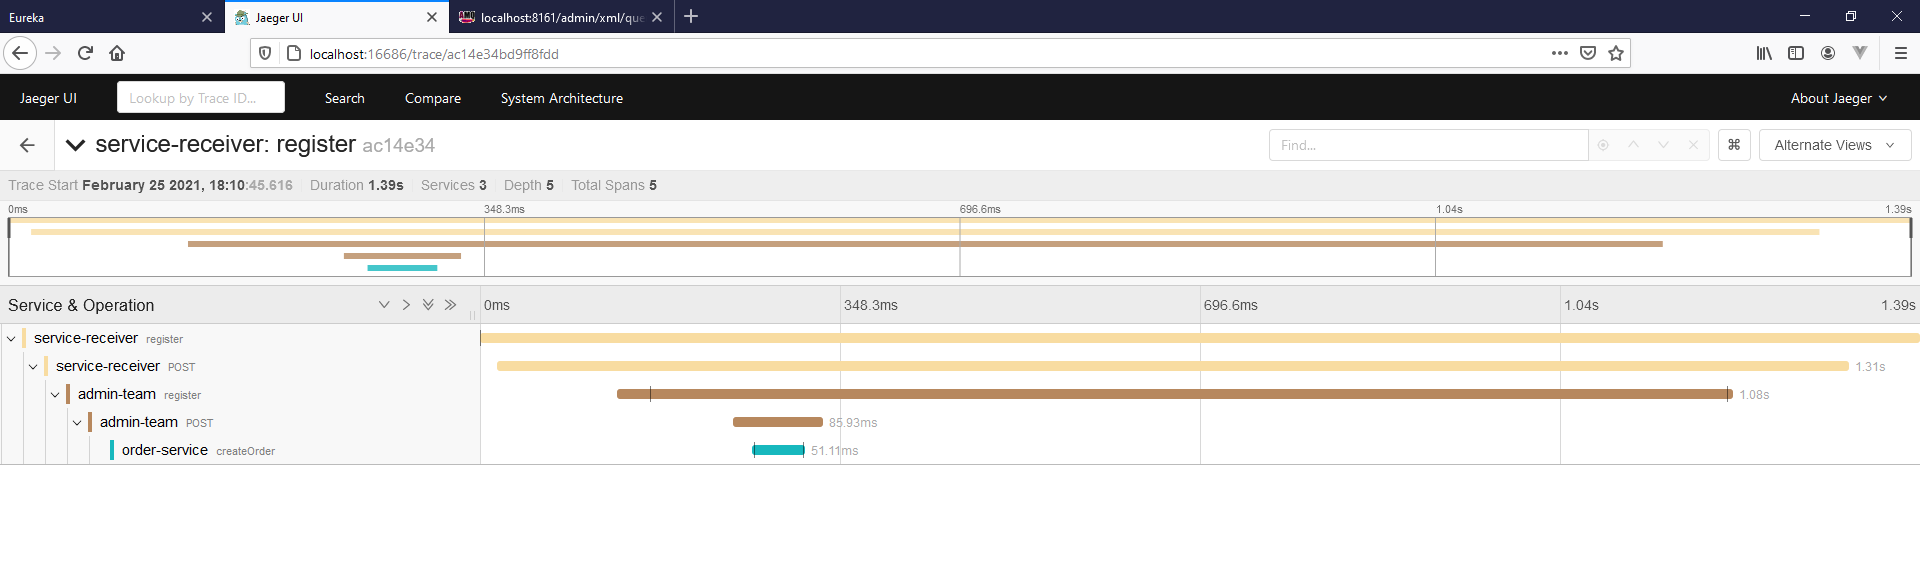 Eureka
Jaeger UI
localhost:8161/admin/xml/que
localhost:16686/trace/ac14e34bd9ff8fdd
Jaeger UI Lookup by Trace ID... Search Compare System Architecture About Jaeger
service-receiver: register ac14e34 Find... ⌘ Alternate Views
Trace Start February 25 2021, 18:10:45.616 Duration 1.39s Services 3 Depth 5 Total Spans 5
0ms 348.3ms 696.6ms 1.04s 1.39s
Service & Operation 0ms 348.3ms 696.6ms 1.04s 1.39s
service-receiver register
service-receiver POST 1.31s
admin-team register 1.08s
admin-team POST 85.93ms
order-service createOrder 51.11ms